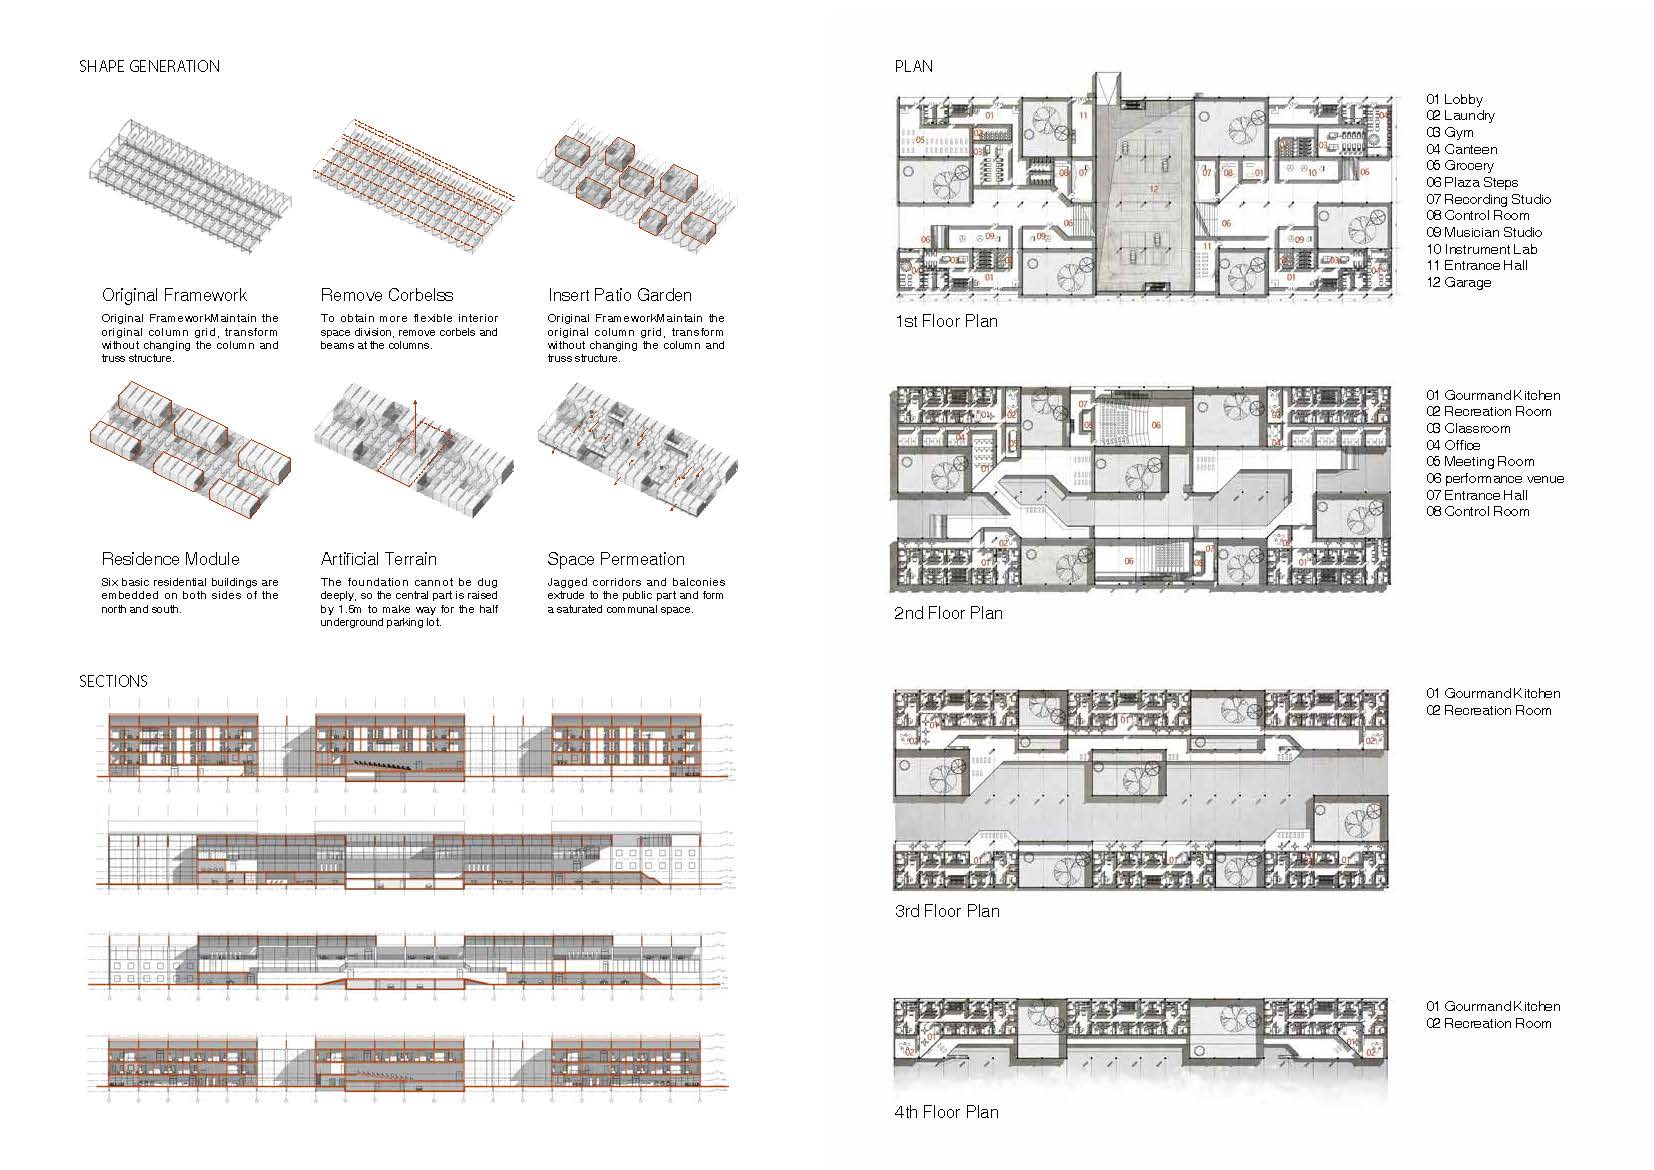 SHAPE GENERATION
Original Framework
Original FrameworkMaintain the
original column grid, transform
without changing the column and
truss structure.
Remove Corbelss
To obtain more flexible interior
space division, remove corbels and
beams at the columns.
Insert Patio Garden
Original FrameworkMaintain the
original column grid, transform
without changing the column and
truss structure.
Residence Module
Six basic residential buildings are
embedded on both sides of the
north and south.
Artificial Terrain
The foundation cannot be dug
deeply, so the central part is raised
by 1.5m to make way for the half
underground parking lot.
Space Permeation
Jagged corridors and balconies
extrude to the public part and form
a saturated communal space.
SECTIONS
PLAN
01 Lobby
02 Laundry
03 Gym
04 Canteen
05 Grocery
06 Plaza Steps
07 Recording Studio
08 Control Room
09 Musician Studio
10 Instrument Lab
11 Entrance Hall
12 Garage
1st Floor Plan
01 Gourmand Kitchen
02 Recreation Room
03 Classroom
04 Office
05 Meeting Room
06 performance venue
07 Entrance Hall
08 Control Room
2nd Floor Plan
01 Gourmand Kitchen
02 Recreation Room
3rd Floor Plan
01 Gourmand Kitchen
02 Recreation Room
4th Floor Plan